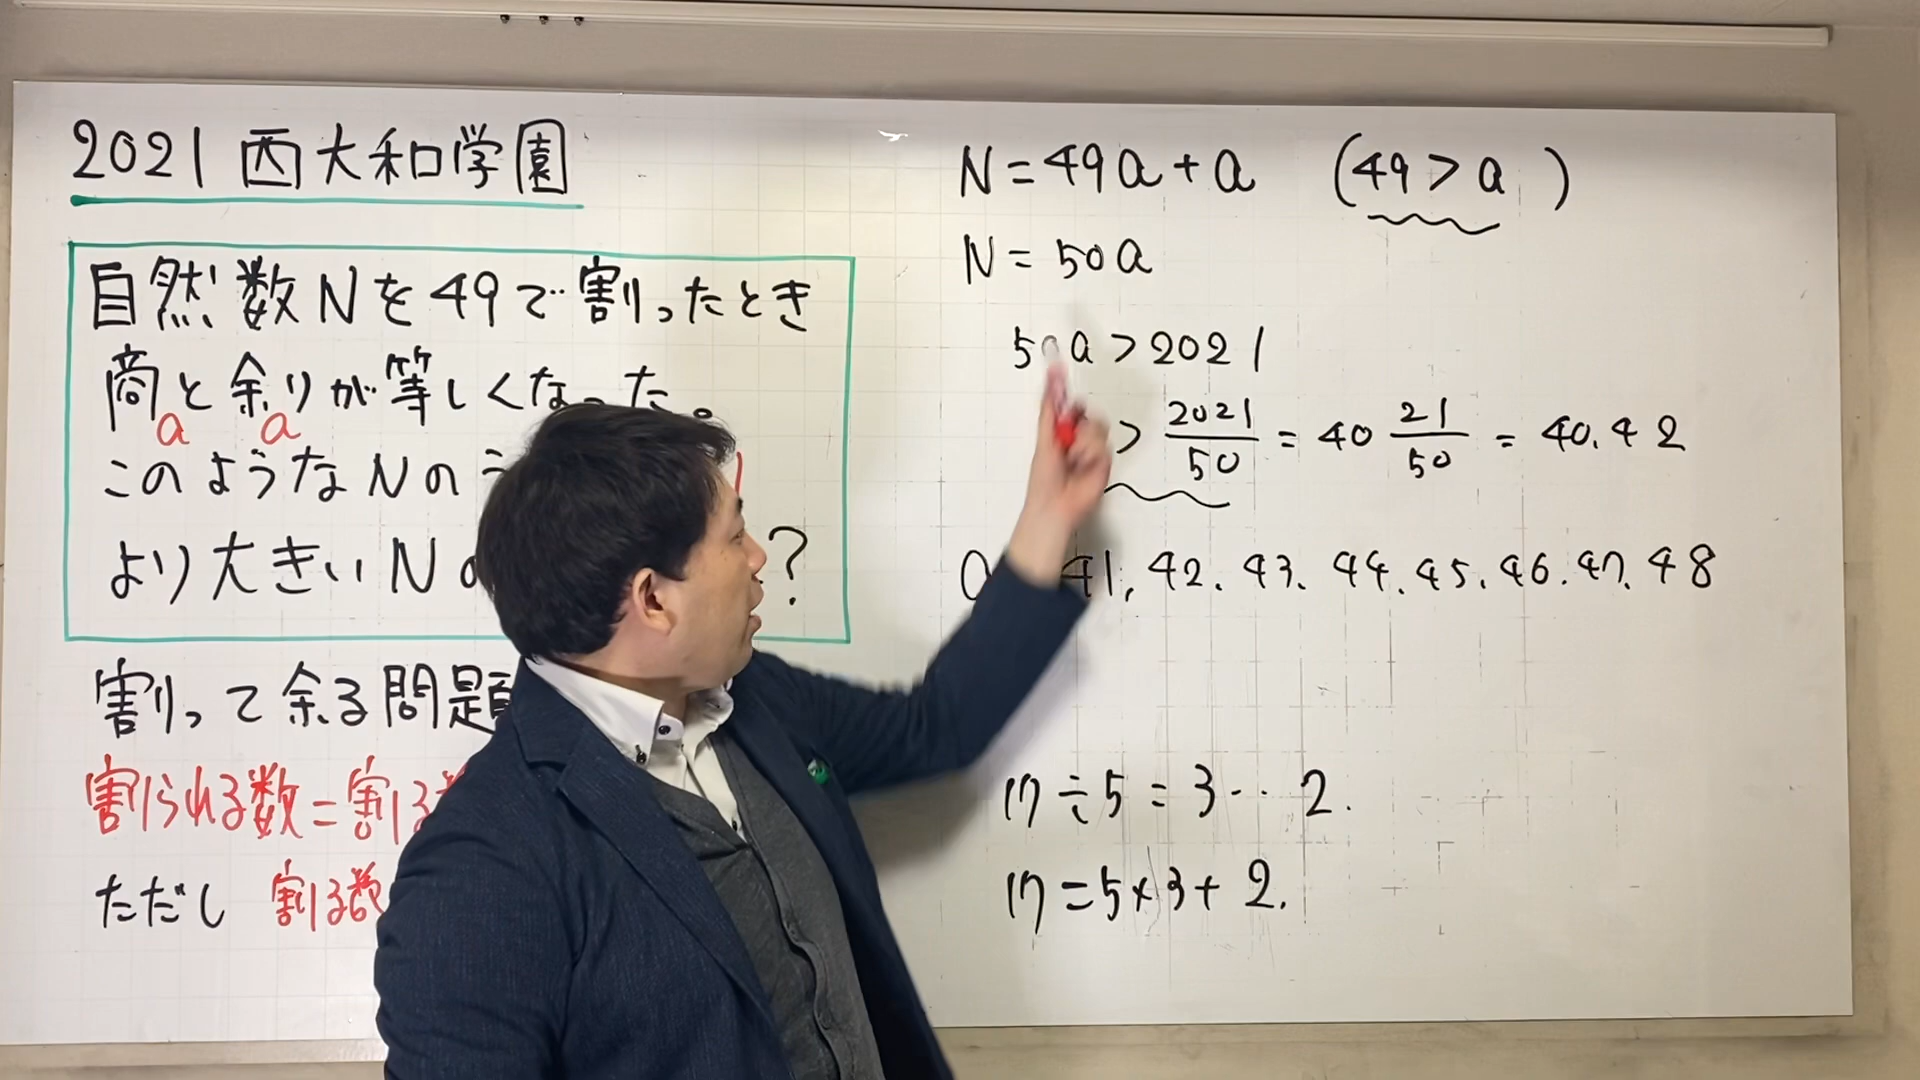 2021 西大和学園
自然数Nを49で割ったとき
商と余りが等しくなった。
a a
このようなNの
より大きいN ?
割って余る問題
割られる数=割る
ただし 割る数
N=49a+a (49>a)
N=50a
50a>2021
> 2021/50 = 40 21/50 = 40.42
a 41, 42. 43. 44. 45. 46. 47. 48
17÷5=3‥2.
17=5×3+2.